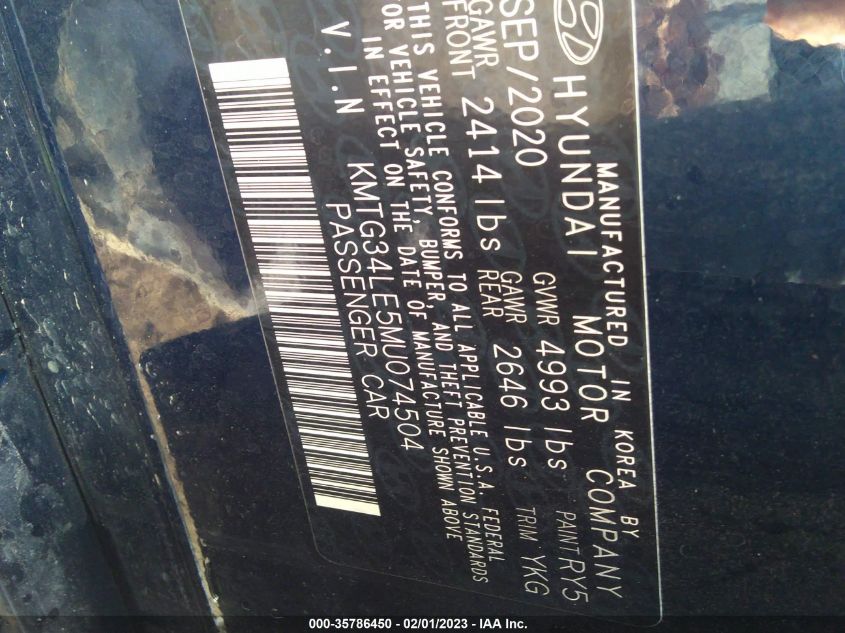 MANUFACTURED IN KOREA BY
HYUNDAI MOTOR COMPANY
SEP/2020 GVWR 4993 lbs PAINT RY5
GAWR FRONT 2414 lbs GAWR REAR 2646 lbs TRIM YKG
THIS VEHICLE CONFORMS TO ALL APPLICABLE U.S.A. FEDERAL
MOTOR VEHICLE SAFETY, BUMPER, AND THEFT PREVENTION STANDARDS
IN EFFECT ON THE DATE OF MANUFACTURE SHOWN ABOVE
V.I.N KMTG34LE5MU074504
PASSENGER CAR
000-35786450 - 02/01/2023 - IAA Inc.